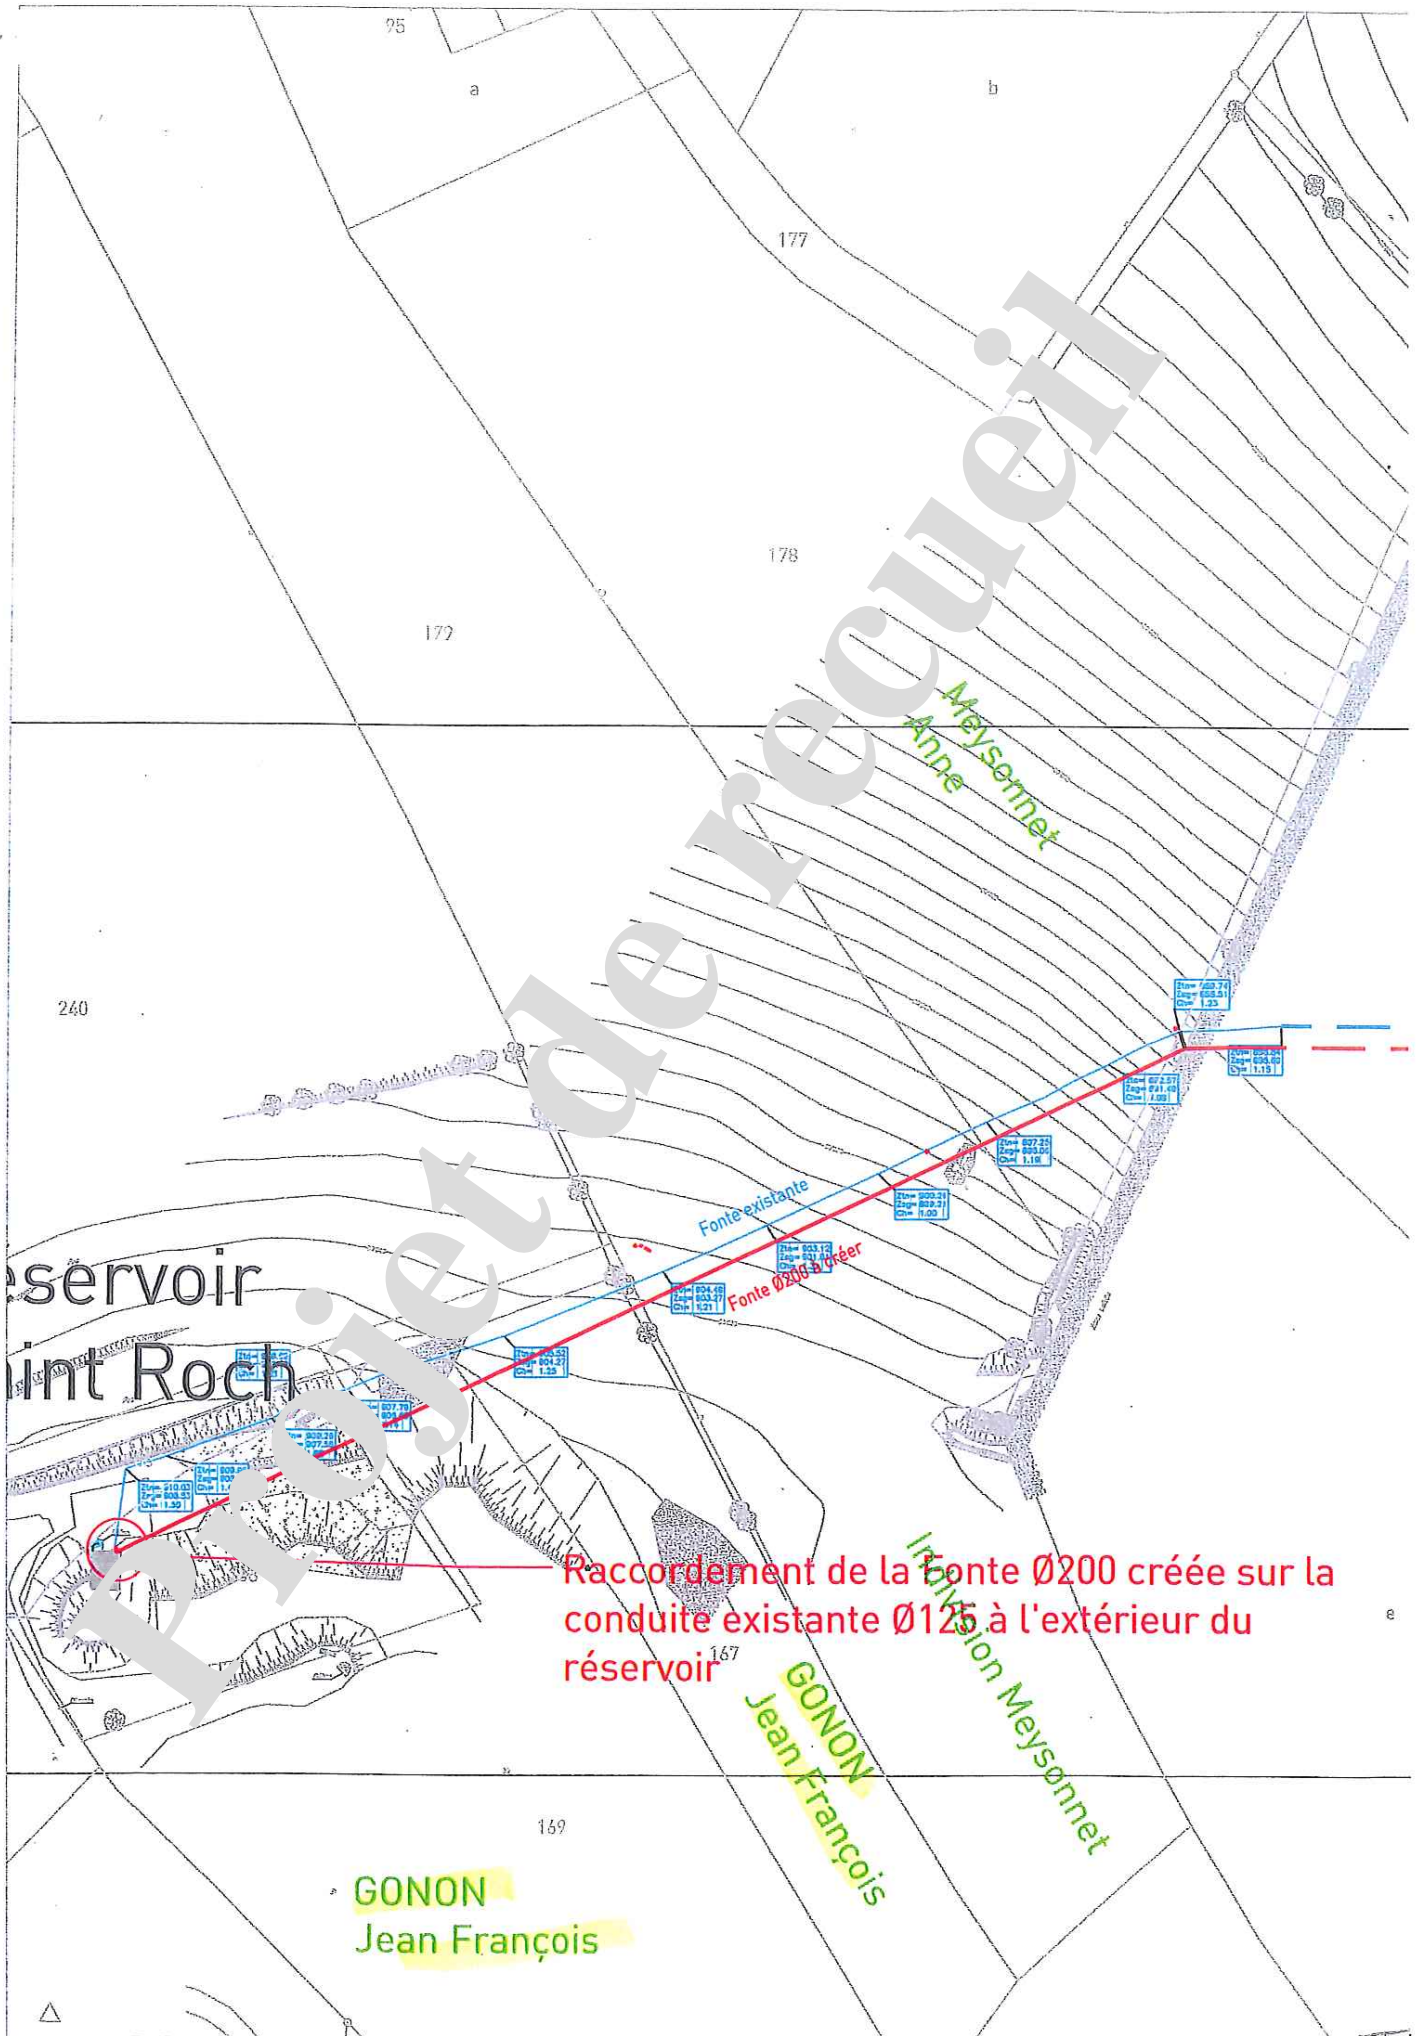 95
a
b
177
178
179
Meysonnet
Anne
240
Projet de recueil
Fonte existante
Fonte Ø200 à créer
éservoir
aint Roch
Raccordement de la Fonte Ø200 créée sur la
conduite existante Ø125 à l'extérieur du
réservoir
167
e
Indivision Meysonnet
GONON
Jean François
169
GONON
Jean François